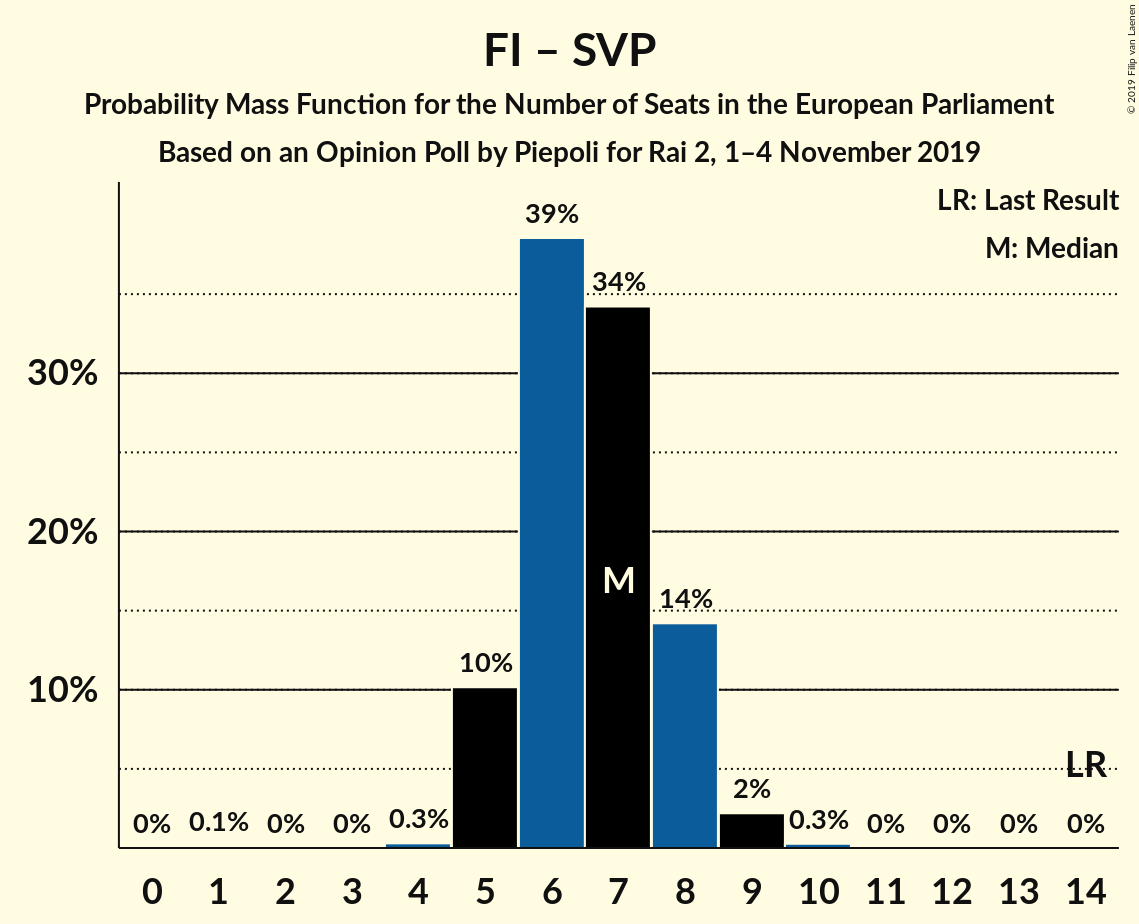 FI – SVP
Probability Mass Function for the Number of Seats in the European Parliament
Based on an Opinion Poll by Piepoli for Rai 2, 1–4 November 2019
© 2019 Filip van Laenen
LR: Last Result
M: Median
39%
34%
30%
20%
M
14%
10%
10%
LR
2%
0%
0.1%
0%
0%
0.3%
0.3%
0%
0%
0%
0%
0 1 2 3 4 5 6 7 8 9 10 11 12 13 14